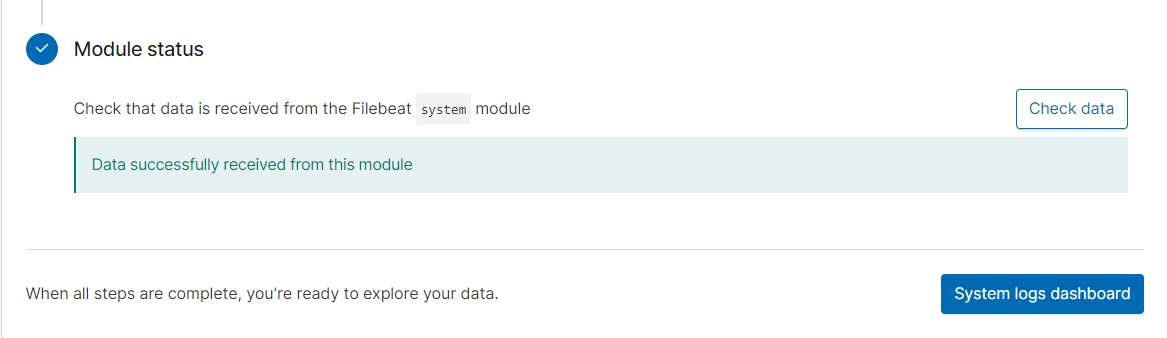 Module status
Check that data is received from the Filebeat system module
Check data
Data successfully received from this module
When all steps are complete, you're ready to explore your data.
System logs dashboard